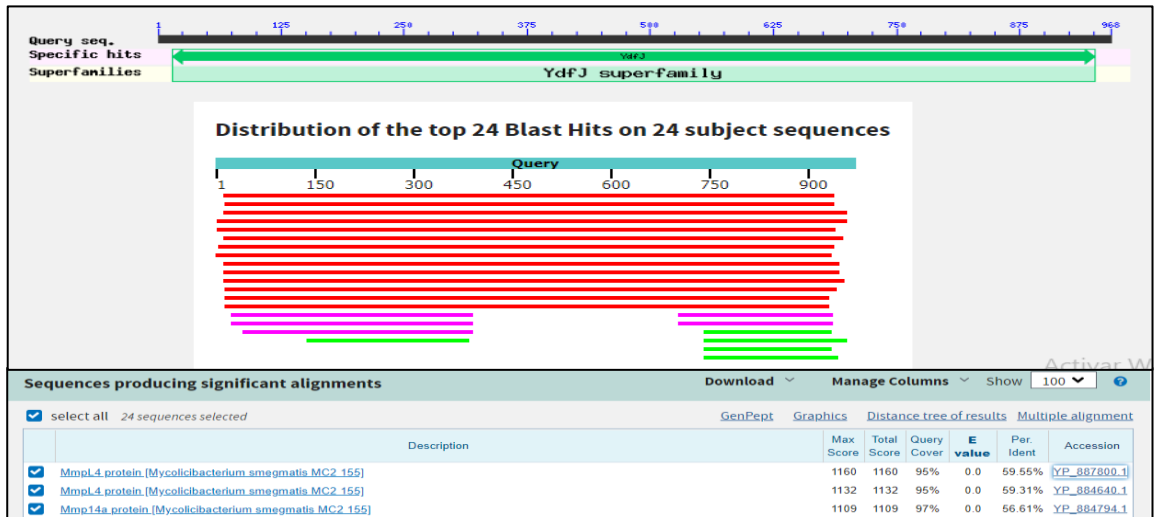 1 125 250 375 500 625 750 875 968
Query seq.
Specific hits YdfJ
Superfamilies YdfJ superfamily
Distribution of the top 24 Blast Hits on 24 subject sequences
Query
1 150 300 450 600 750 900
Activar W
Sequences producing significant alignments Download Manage Columns Show 100 ?
select all 24 sequences selected GenPept Graphics Distance tree of results Multiple alignment
Description Max Score Total Score Query Cover E value Per. Ident Accession
MmpL4 protein [Mycolicibacterium smegmatis MC2 155] 1160 1160 95% 0.0 59.55% YP_887800.1
MmpL4 protein [Mycolicibacterium smegmatis MC2 155] 1132 1132 95% 0.0 59.31% YP_884640.1
Mmp14a protein [Mycolicibacterium smegmatis MC2 155] 1109 1109 97% 0.0 56.61% YP_884794.1